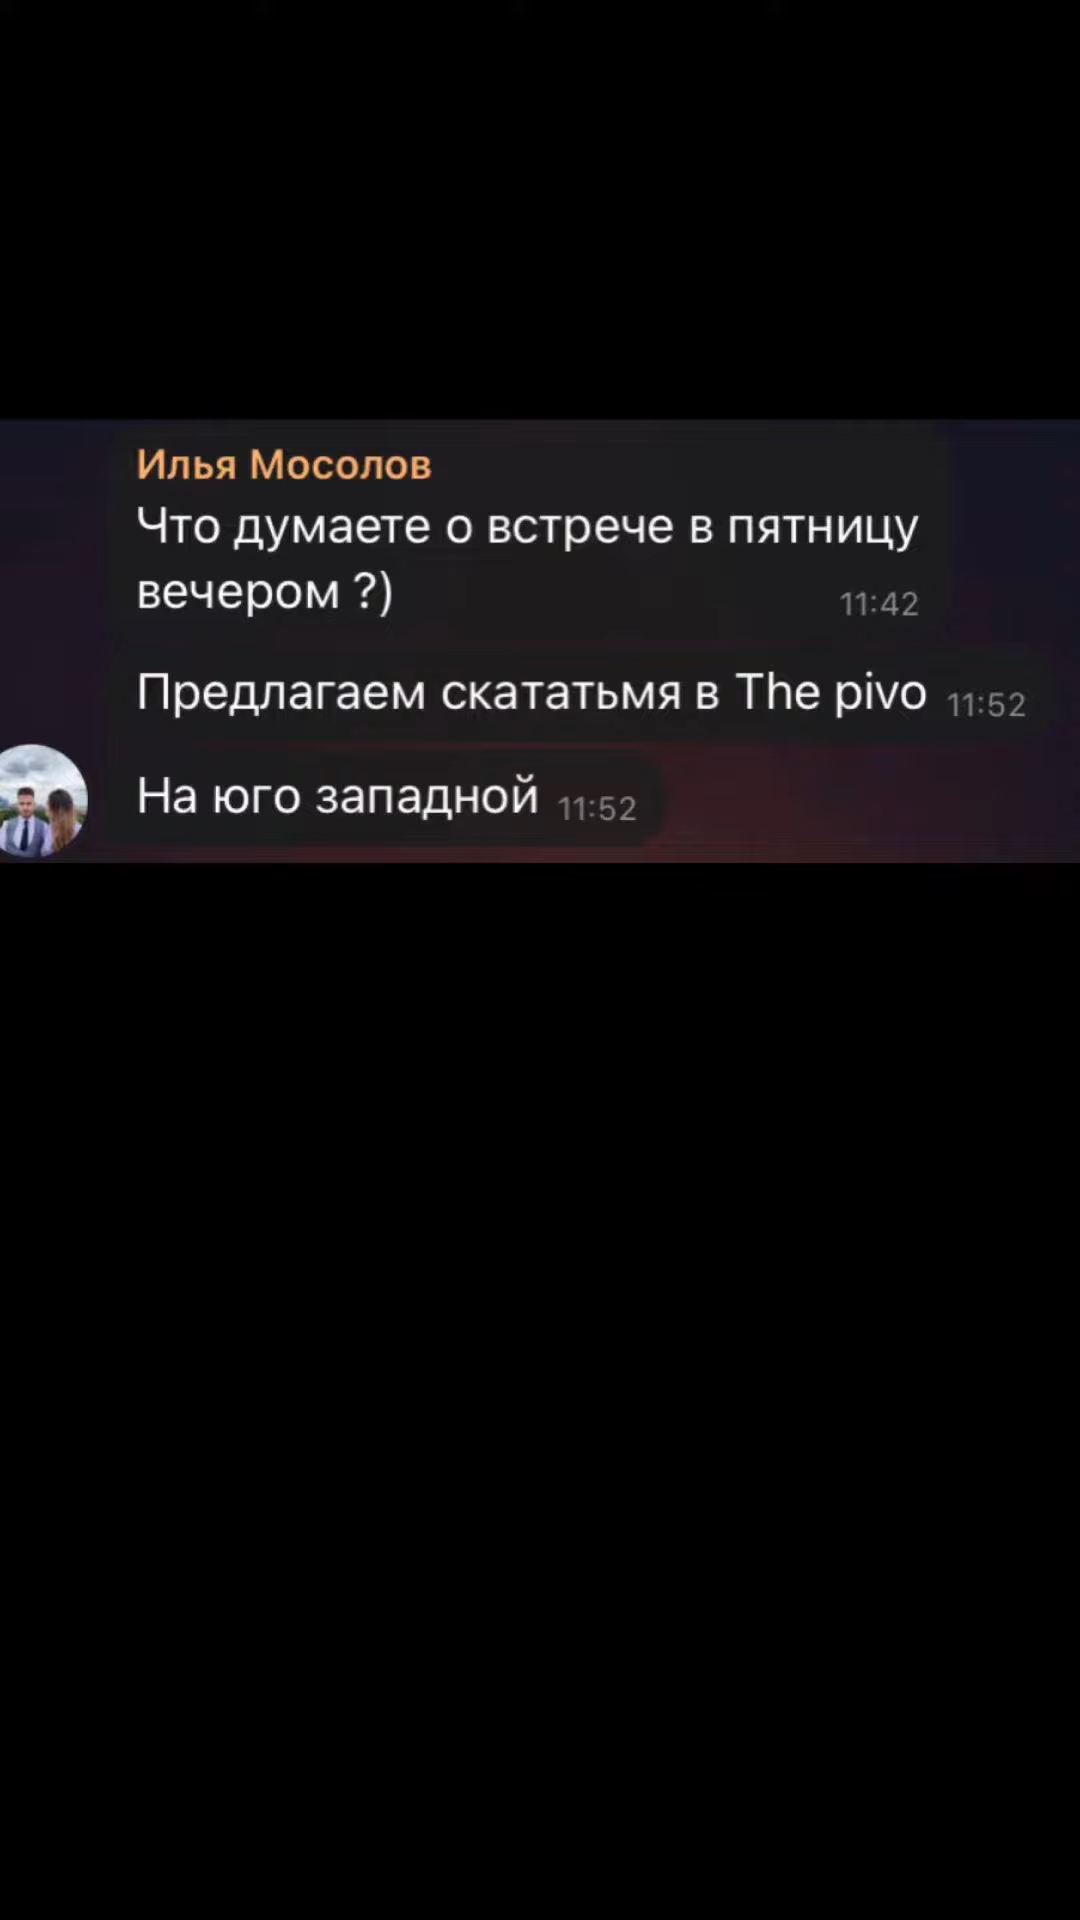 Илья Мосолов
Что думаете о встрече в пятницу
вечером ?)
11:42
Предлагаем скататьмя в The pivo 11:52
На юго западной 11:52